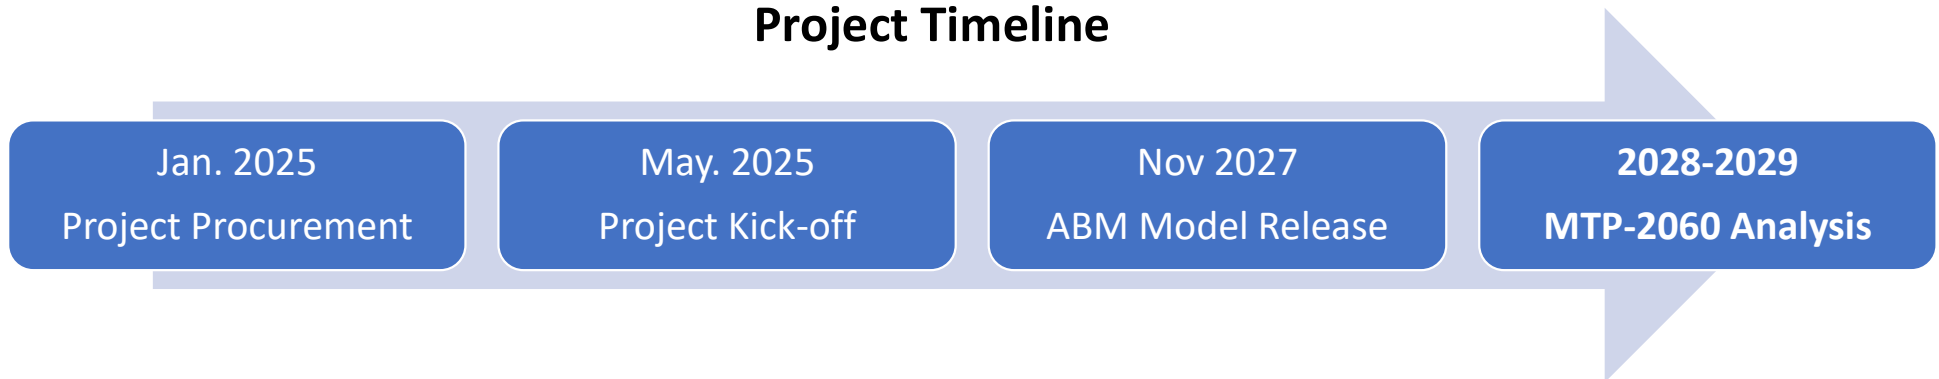 Project Timeline
Jan. 2025
Project Procurement
May. 2025
Project Kick-off
Nov 2027
ABM Model Release
2028-2029
MTP-2060 Analysis